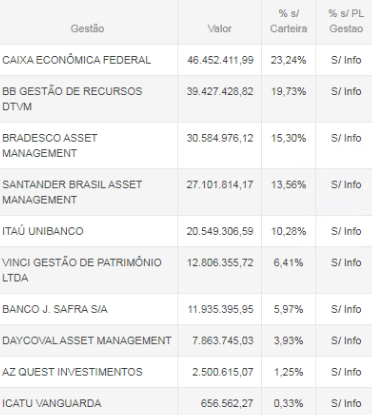 Gestão Valor % s/ Carteira % s/ PL Gestao
CAIXA ECONÔMICA FEDERAL 46.452.411,99 23,24% S/ Info
BB GESTÃO DE RECURSOS DTVM 39.427.428,82 19,73% S/ Info
BRADESCO ASSET MANAGEMENT 30.584.976,12 15,30% S/ Info
SANTANDER BRASIL ASSET MANAGEMENT 27.101.814,17 13,56% S/ Info
ITAÚ UNIBANCO 20.549.306,59 10,28% S/ Info
VINCI GESTÃO DE PATRIMÔNIO LTDA 12.806.355,72 6,41% S/ Info
BANCO J. SAFRA S/A 11.935.395,95 5,97% S/ Info
DAYCOVAL ASSET MANAGEMENT 7.863.745,03 3,93% S/ Info
AZ QUEST INVESTIMENTOS 2.500.615,07 1,25% S/ Info
ICATU VANGUARDA 656.562,27 0,33% S/ Info